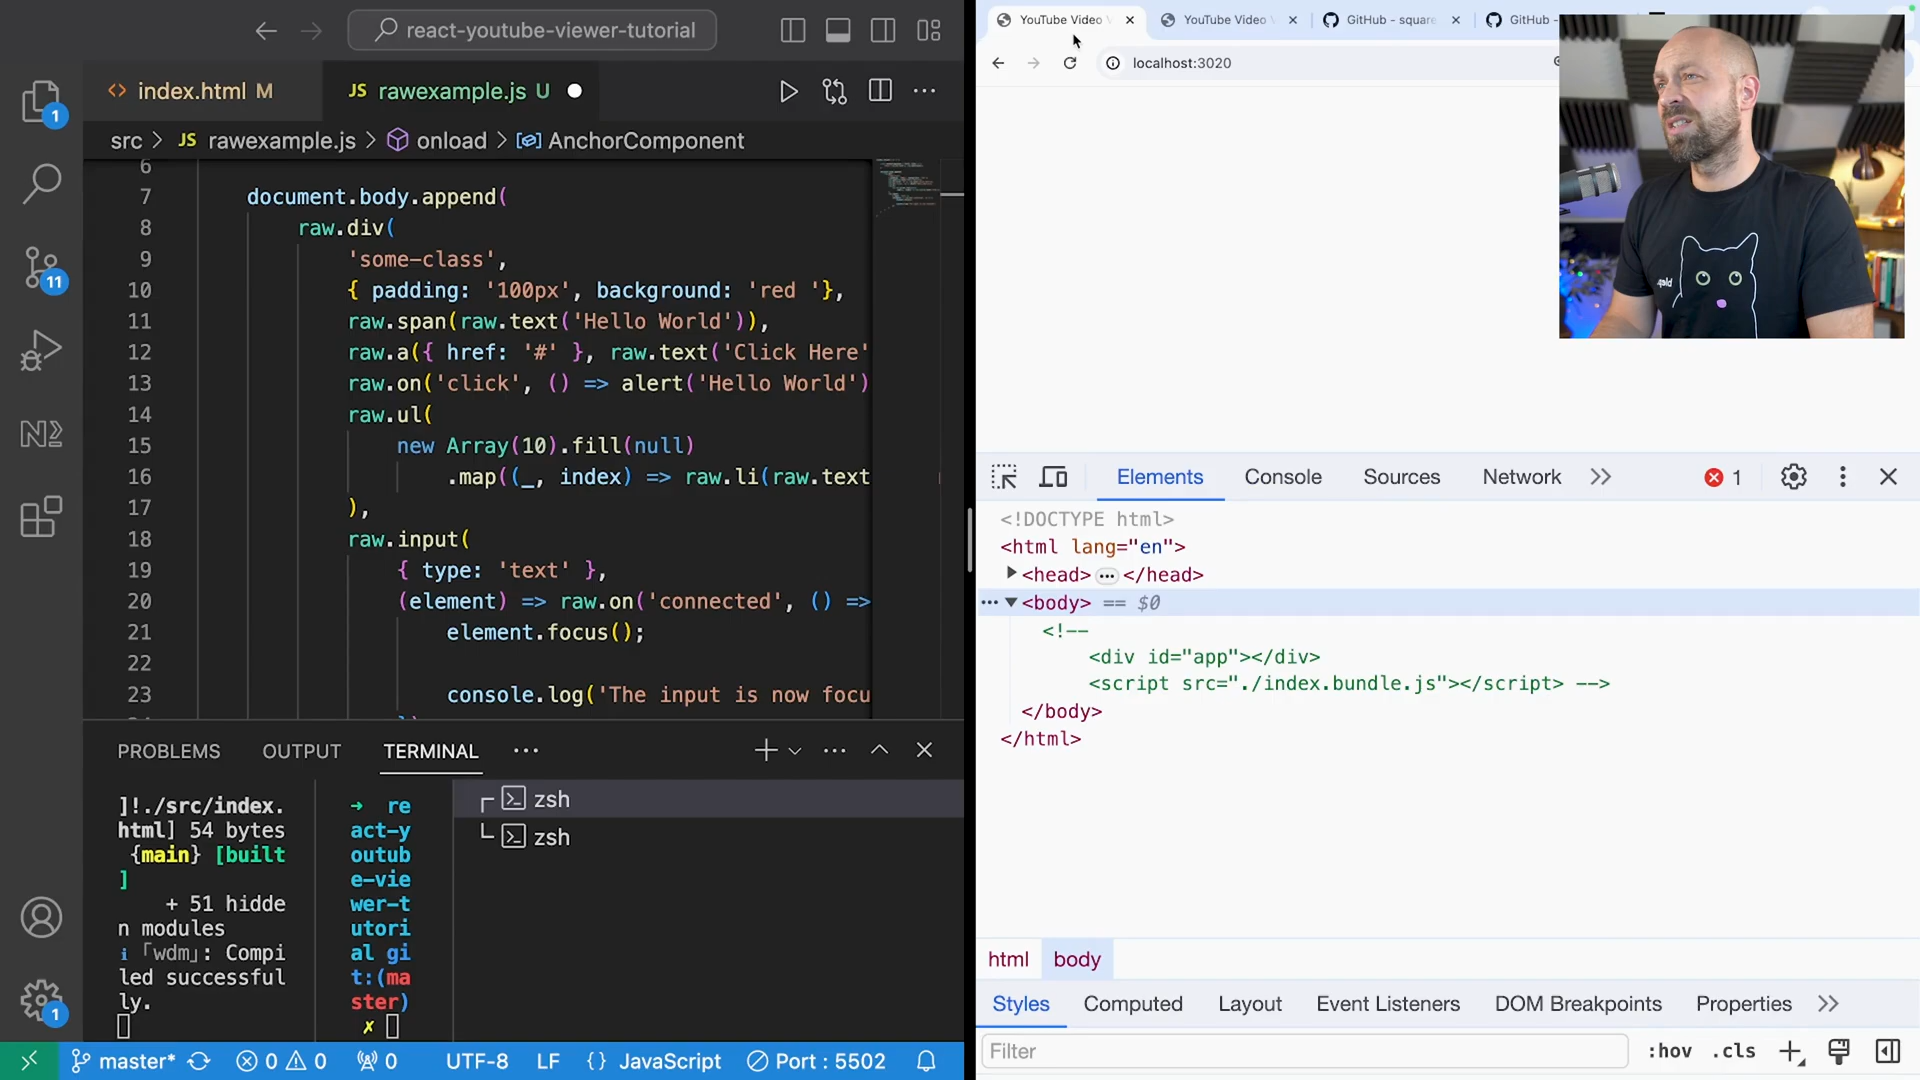 react-youtube-viewer-tutorial
index.html M
JS rawexample.js U
src > JS rawexample.js > onload > AnchorComponent
6
7 document.body.append(
8 raw.div(
9 'some-class',
10 { padding: '100px', background: 'red '},
11 raw.span(raw.text('Hello World')),
12 raw.a({ href: '#' }, raw.text('Click Here'
13 raw.on('click', () => alert('Hello World')
14 raw.ul(
15 new Array(10).fill(null)
16 .map((_, index) => raw.li(raw.text
17 ),
18 raw.input(
19 { type: 'text' },
20 (element) => raw.on('connected', () =>
21 element.focus();
22
23 console.log('The input is now focu
PROBLEMS OUTPUT TERMINAL
]!./src/index.
html] 54 bytes
{main} [built
]
+ 51 hidde
n modules
i ｢wdm｣: Compi
led successful
ly.
→ re
act-y
outub
e-vie
wer-t
utori
al gi
t:(ma
ster)
✗
zsh
zsh
1
11
1
master* 0 0 0 UTF-8 LF {} JavaScript Port : 5502
YouTube Video
YouTube Video
GitHub - square
GitHub -
localhost:3020
Elements Console Sources Network 1
<!DOCTYPE html>
<html lang="en">
<head> … </head>
<body> == $0
<!--
<div id="app"></div>
<script src="./index.bundle.js"></script> -->
</body>
</html>
html body
Styles Computed Layout Event Listeners DOM Breakpoints Properties
Filter :hov .cls